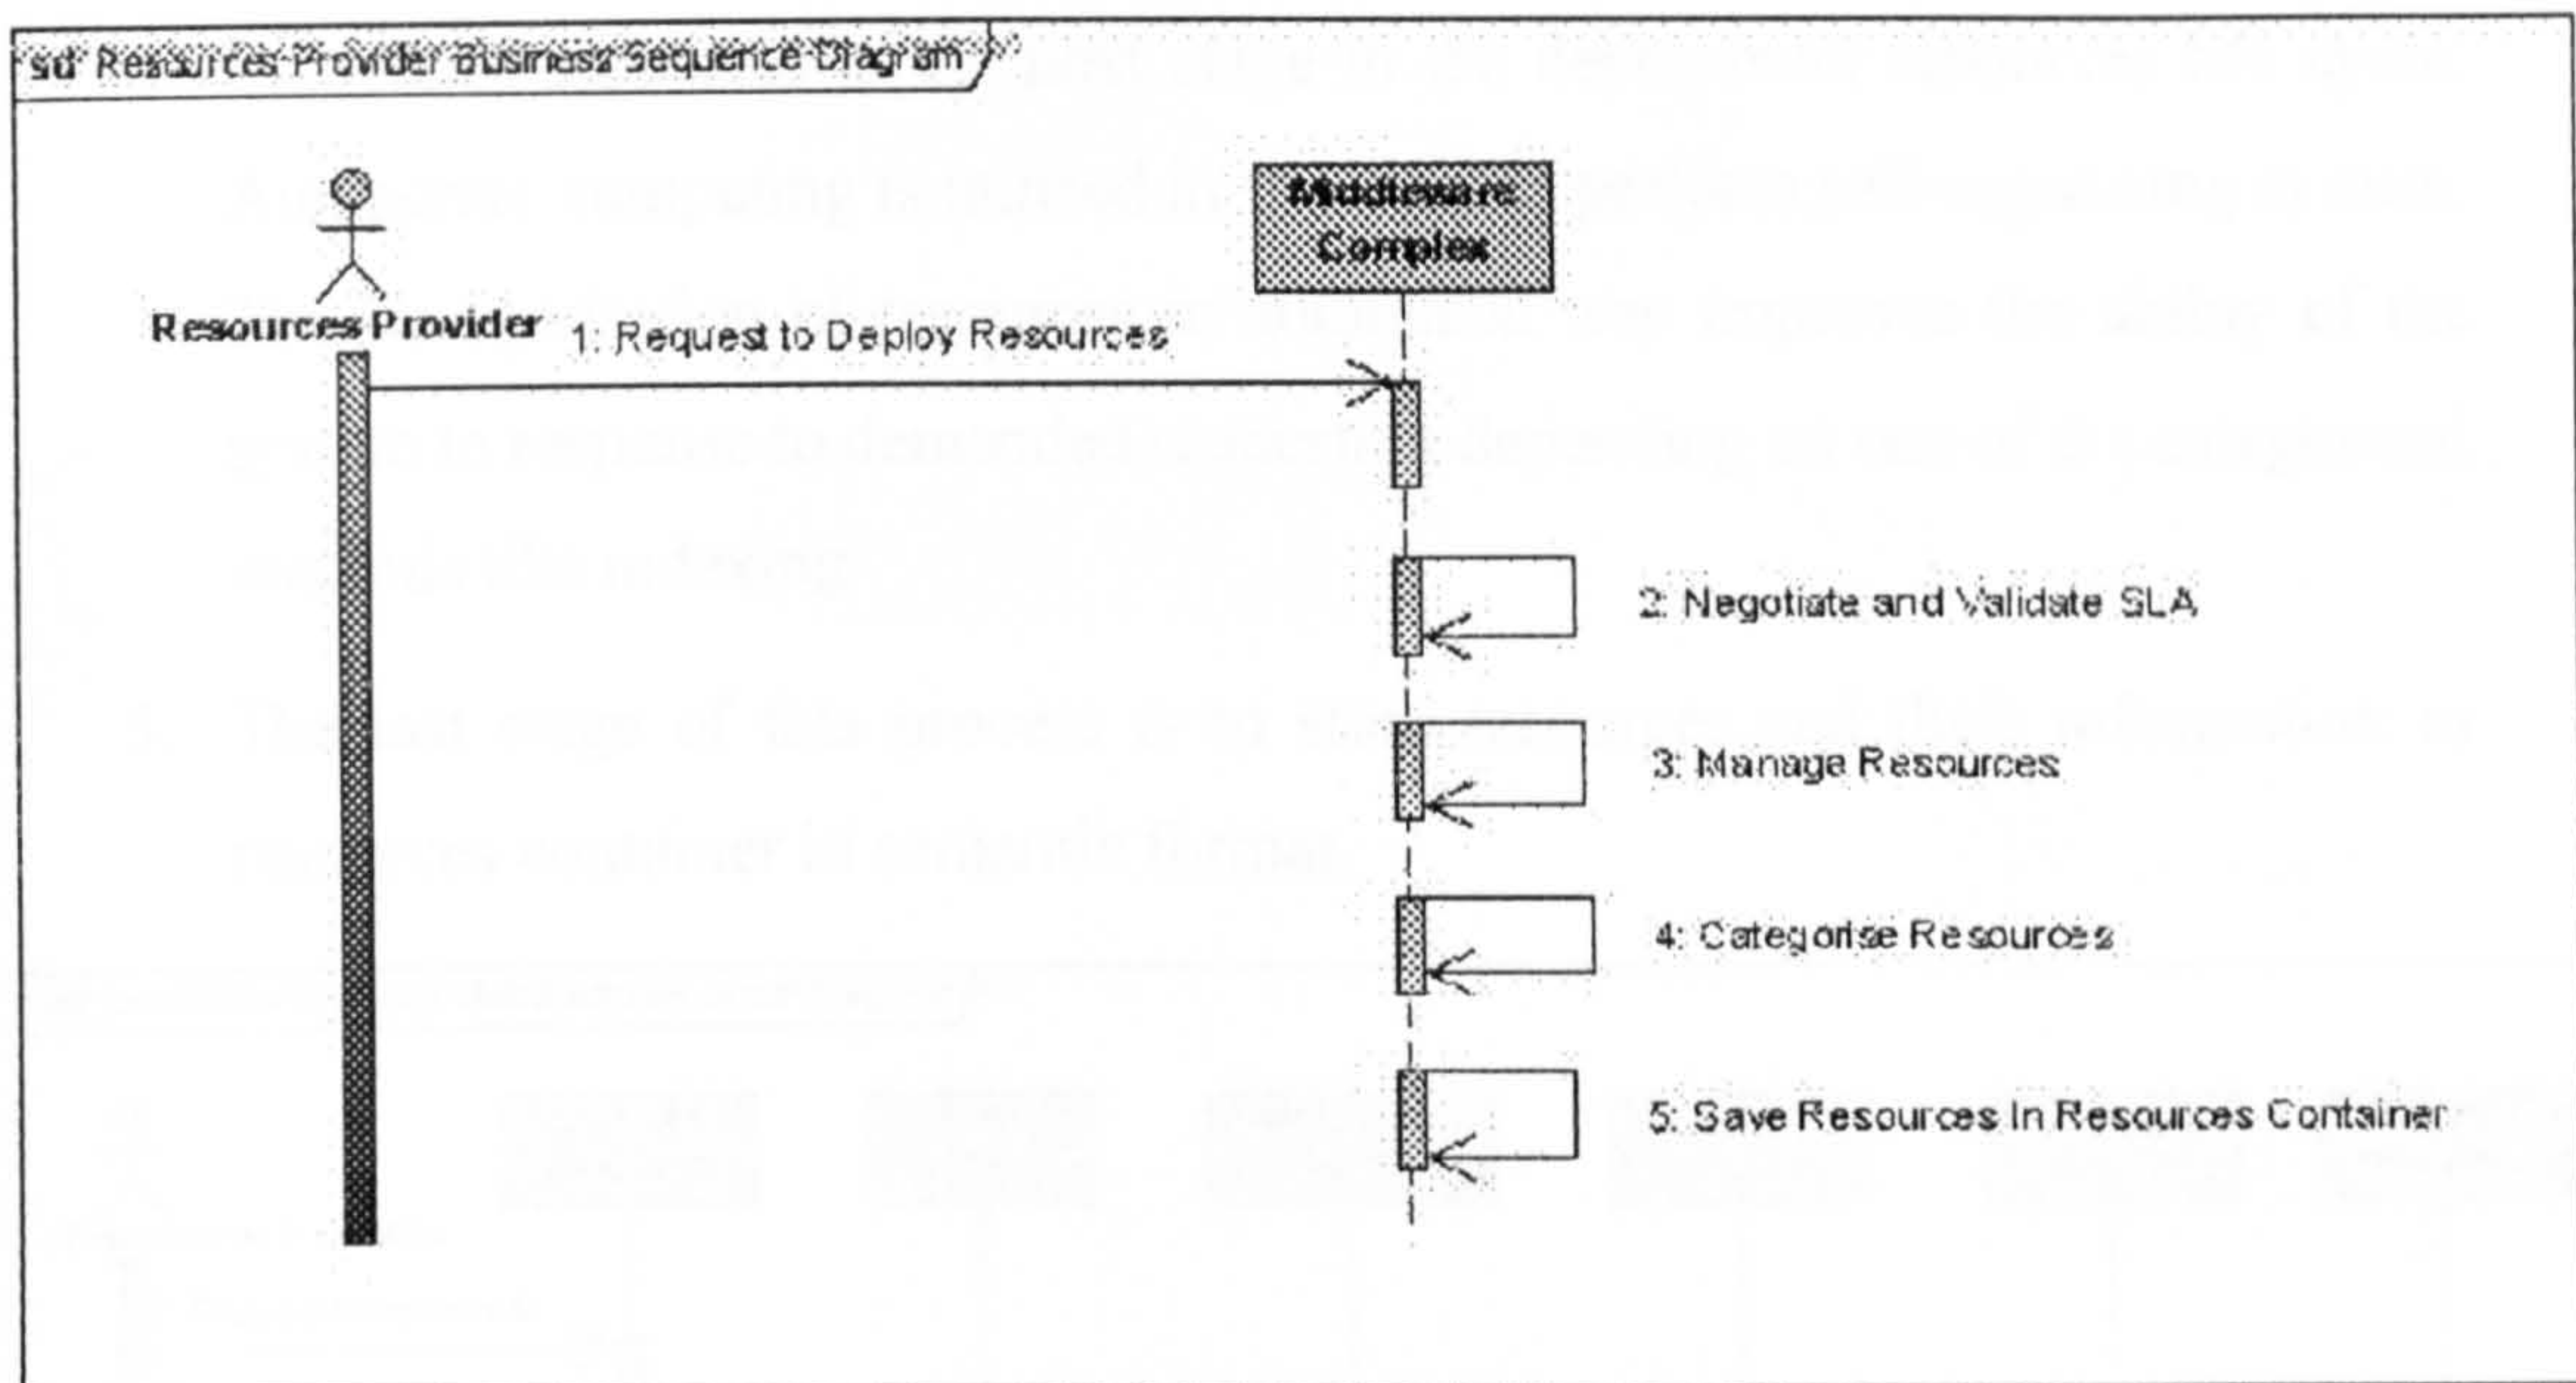 sd Resources Provider Business Sequence Diagram
Middleware
Complex
Resources Provider
1: Request to Deploy Resources
2: Negotiate and Validate SLA
3: Manage Resources
4: Categorise Resources
5: Save Resources In Resources Container